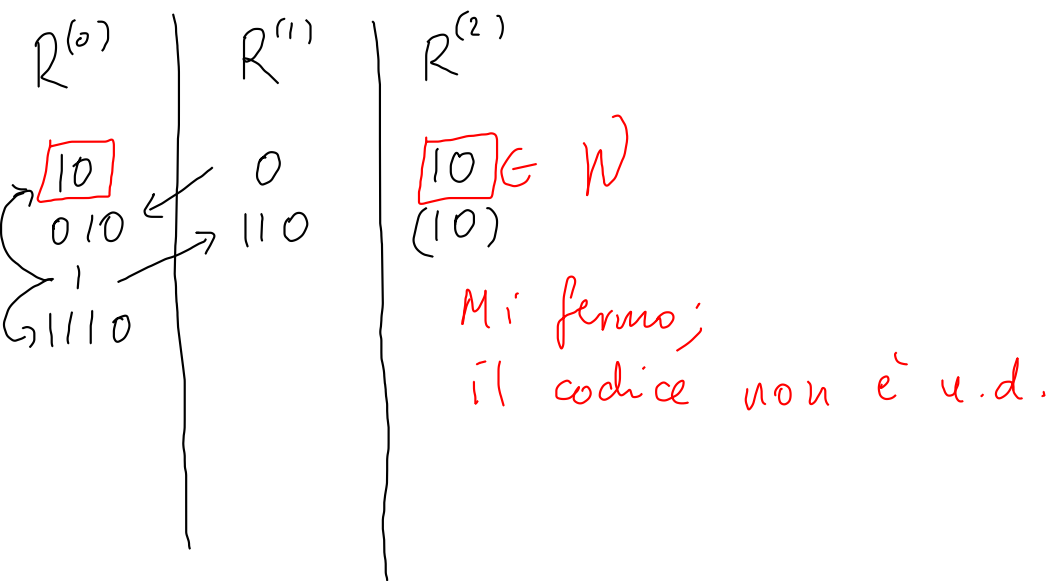 R^(0) R^(1) R^(2)
10 0 10 ∈ W
010 110 (10)
1
1110
Mi fermo;
il codice non è u.d.